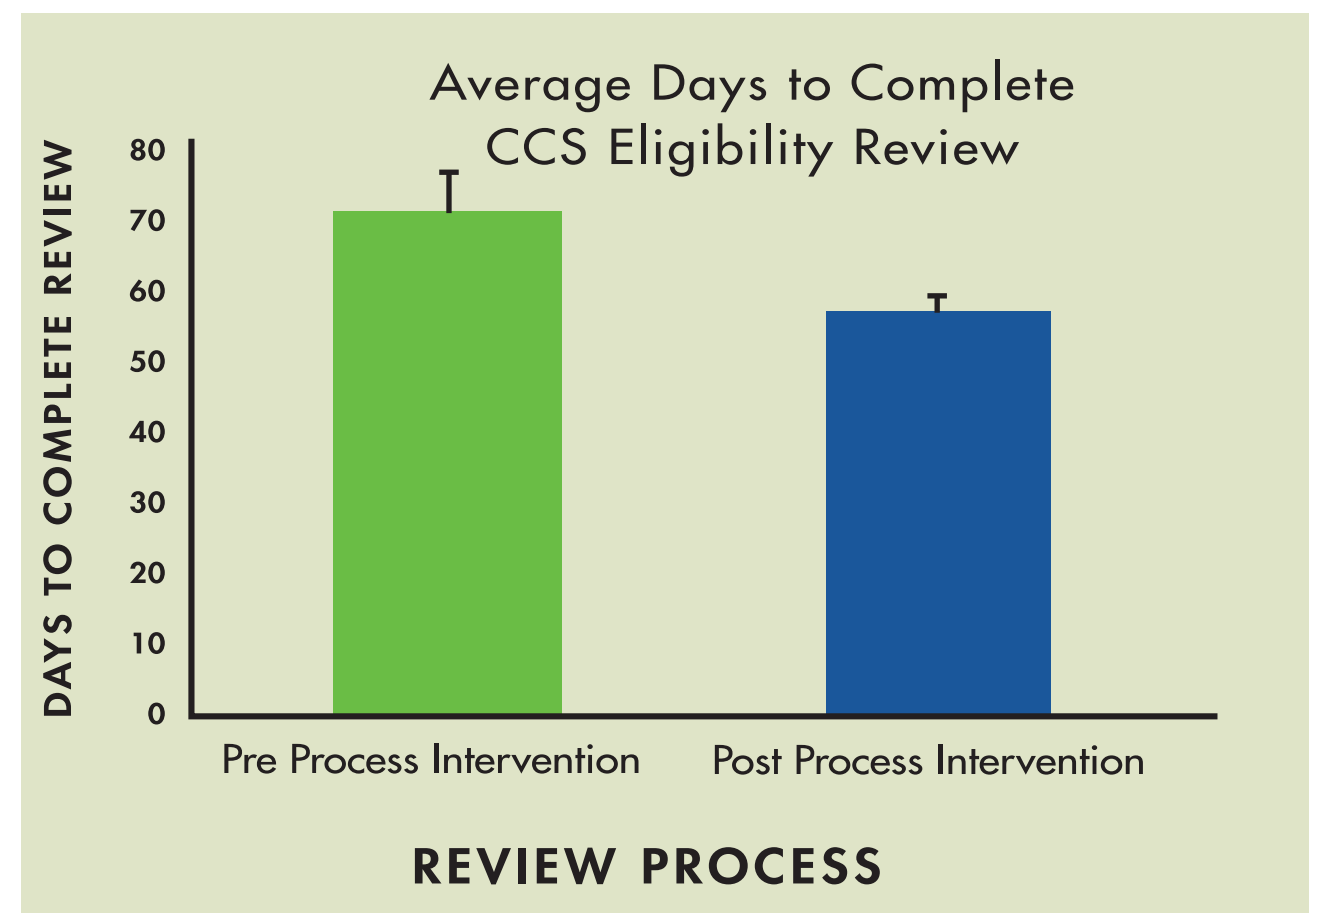 Average Days to Complete
CCS Eligibility Review
DAYS TO COMPLETE REVIEW
80
70
60
50
40
30
20
10
0
Pre Process Intervention
Post Process Intervention
REVIEW PROCESS